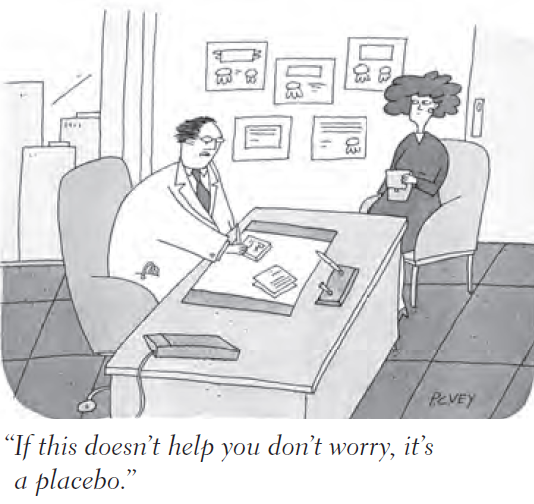 PCVEY
“If this doesn’t help you don’t worry, it’s
a placebo.”